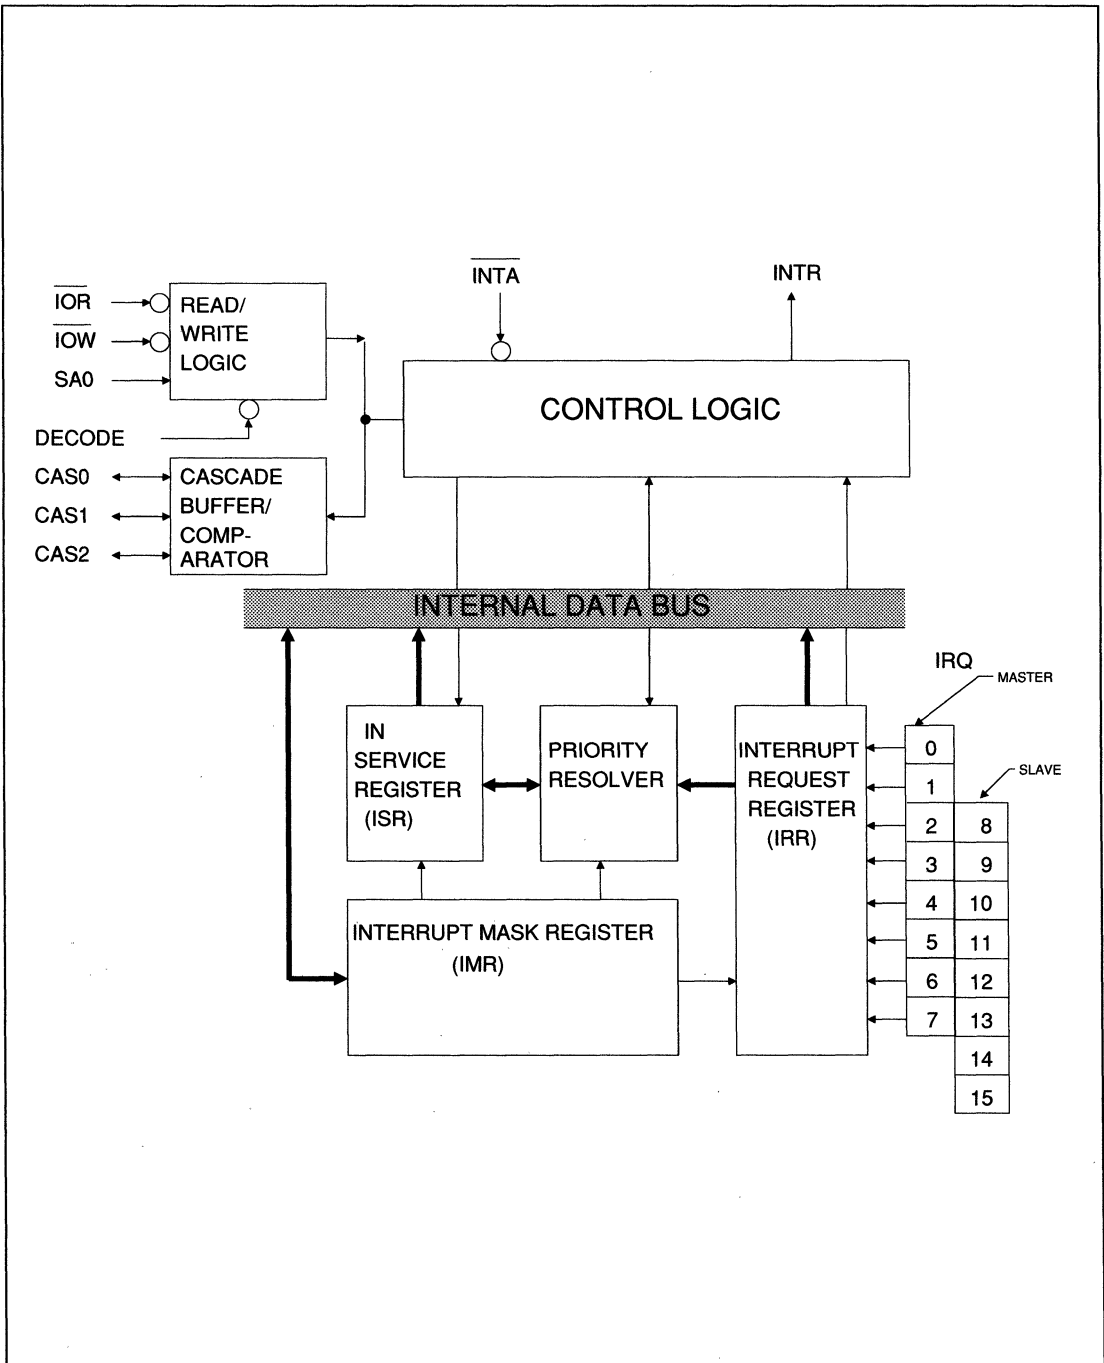 INTA
INTR
IOR
IOW
SA0
READ/
WRITE
LOGIC
DECODE
CONTROL LOGIC
CAS0
CAS1
CAS2
CASCADE
BUFFER/
COMP-
ARATOR
INTERNAL DATA BUS
IRQ
MASTER
SLAVE
IN
SERVICE
REGISTER
(ISR)
PRIORITY
RESOLVER
INTERRUPT
REQUEST
REGISTER
(IRR)
0
1
2 8
3 9
4 10
5 11
6 12
7 13
14
15
INTERRUPT MASK REGISTER
(IMR)